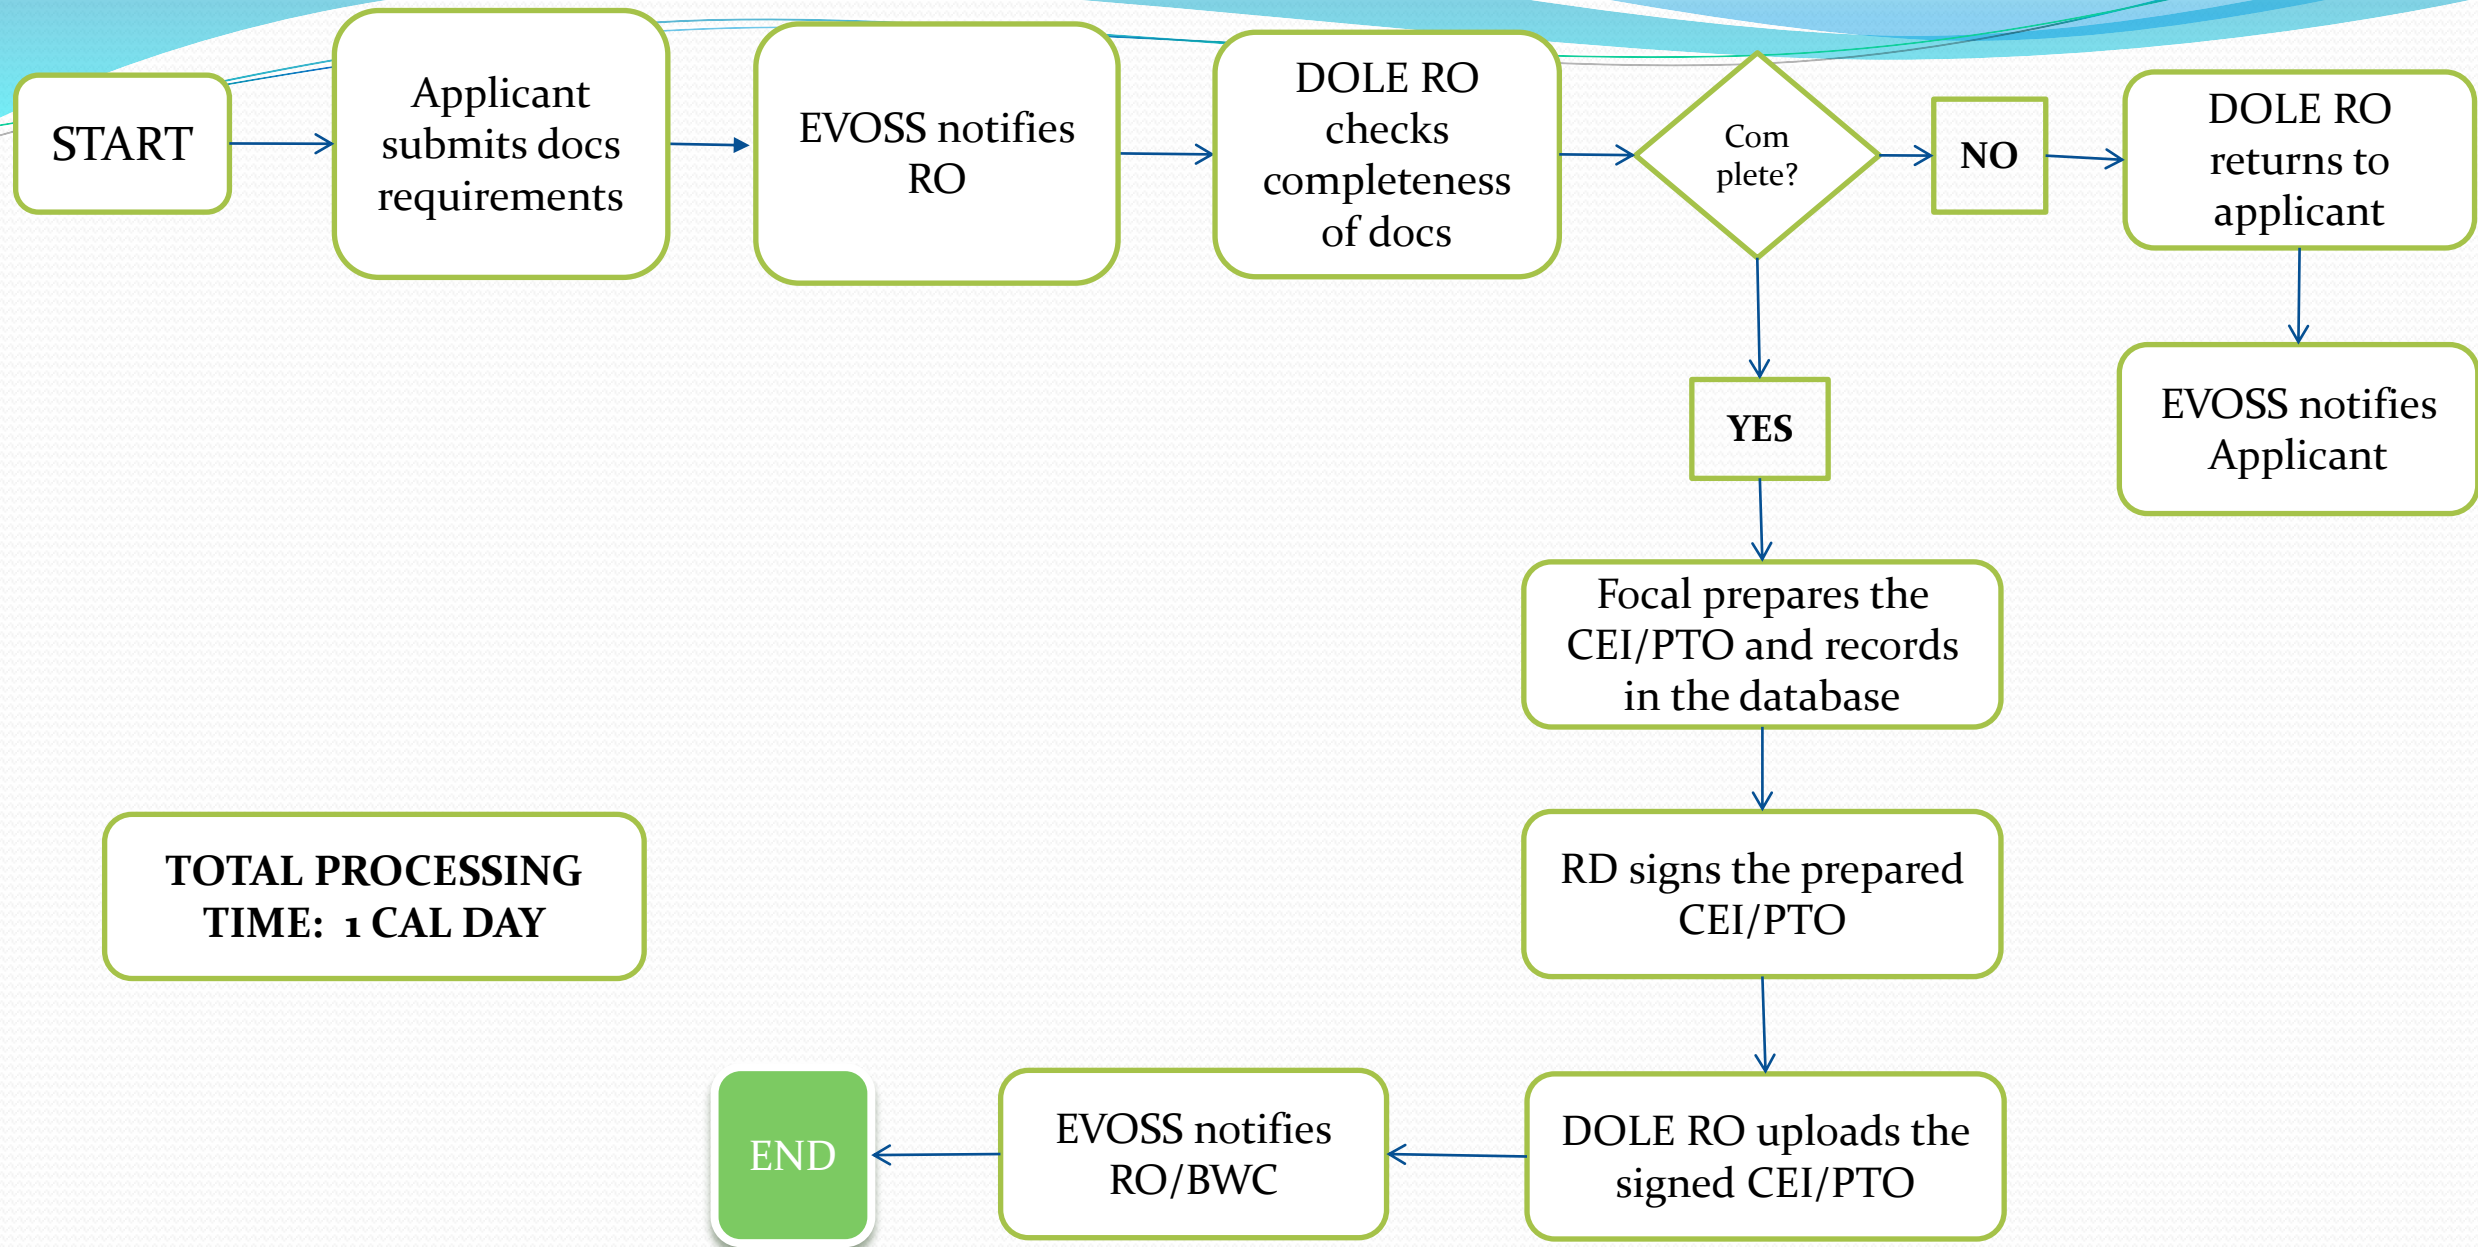 START
Applicant
submits docs
requirements
EVOSS notifies
RO
DOLE RO
checks
completeness
of docs
Com
plete?
NO
DOLE RO
returns to
applicant
EVOSS notifies
Applicant
YES
Focal prepares the
CEI/PTO and records
in the database
RD signs the prepared
CEI/PTO
DOLE RO uploads the
signed CEI/PTO
EVOSS notifies
RO/BWC
END
TOTAL PROCESSING
TIME: 1 CAL DAY